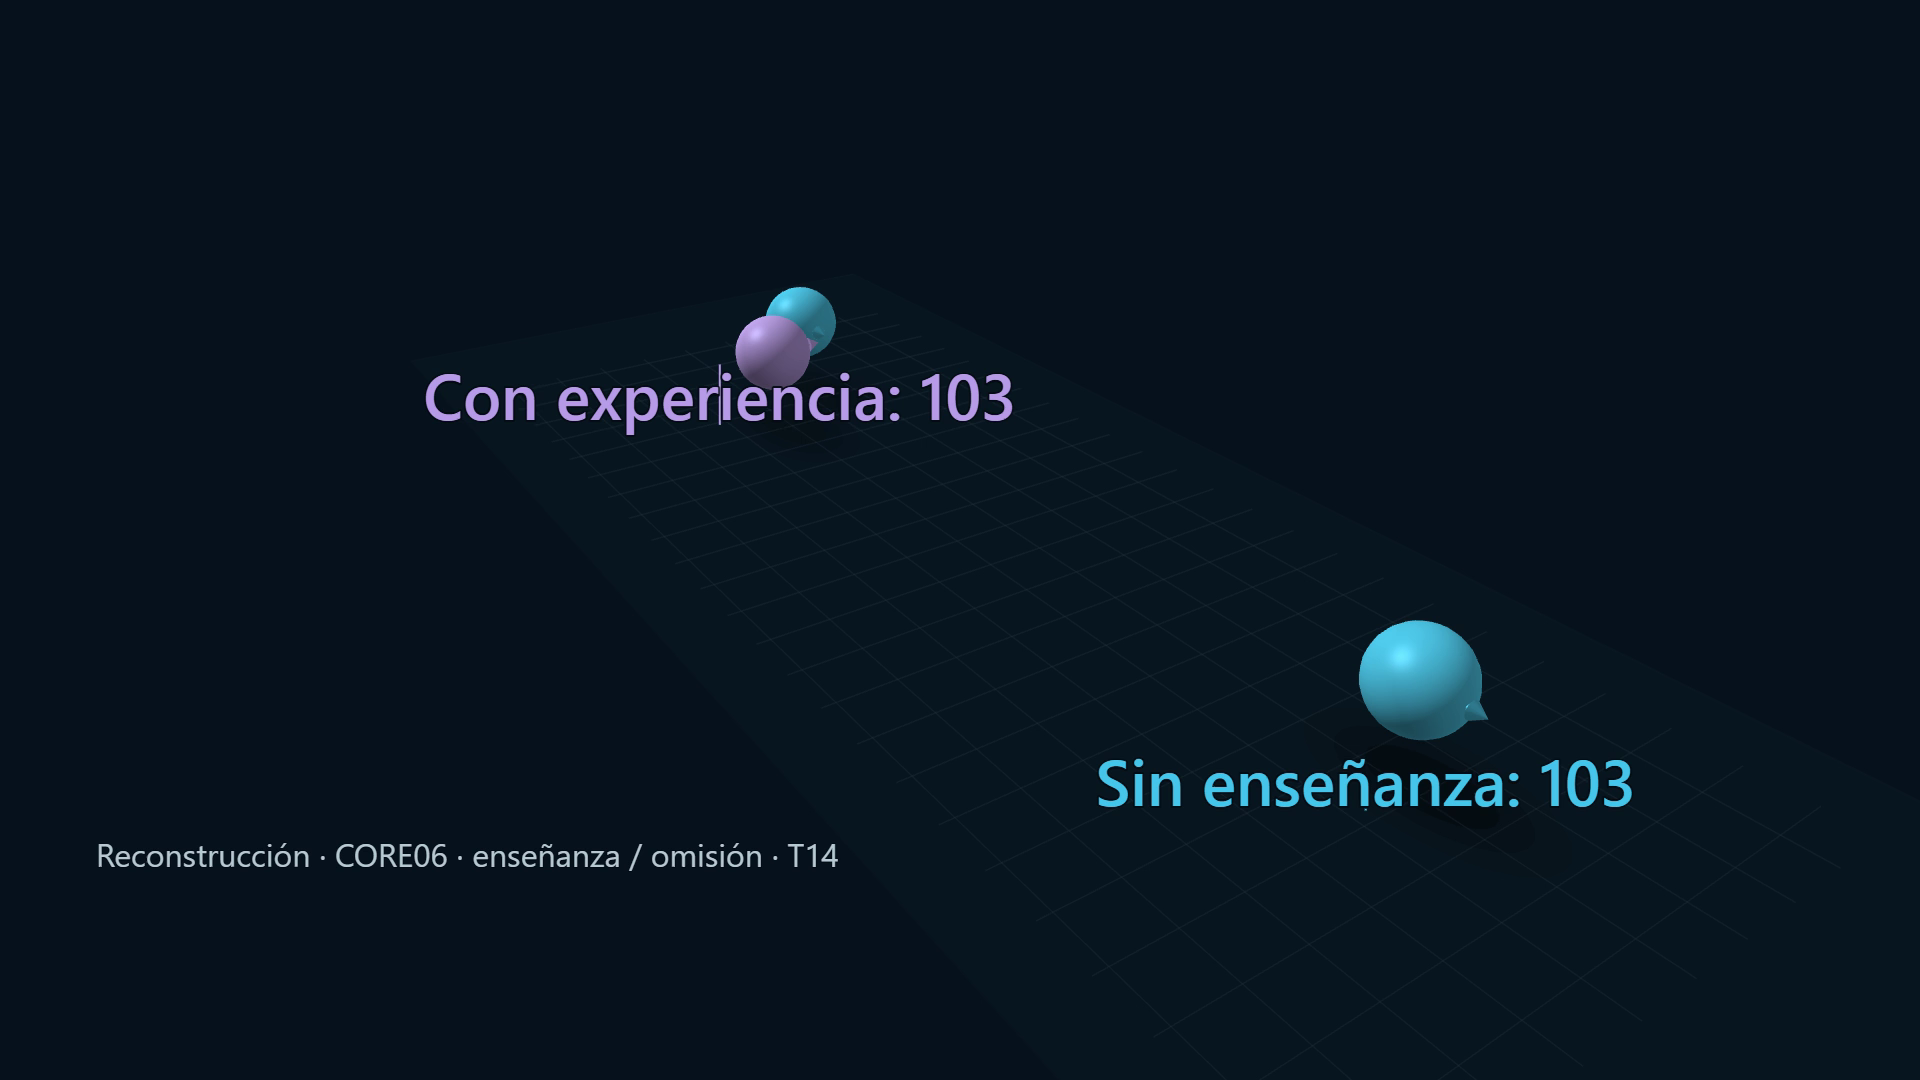 Con experiencia: 103
Sin enseñanza: 103
Reconstrucción · CORE06 · enseñanza / omisión · T14